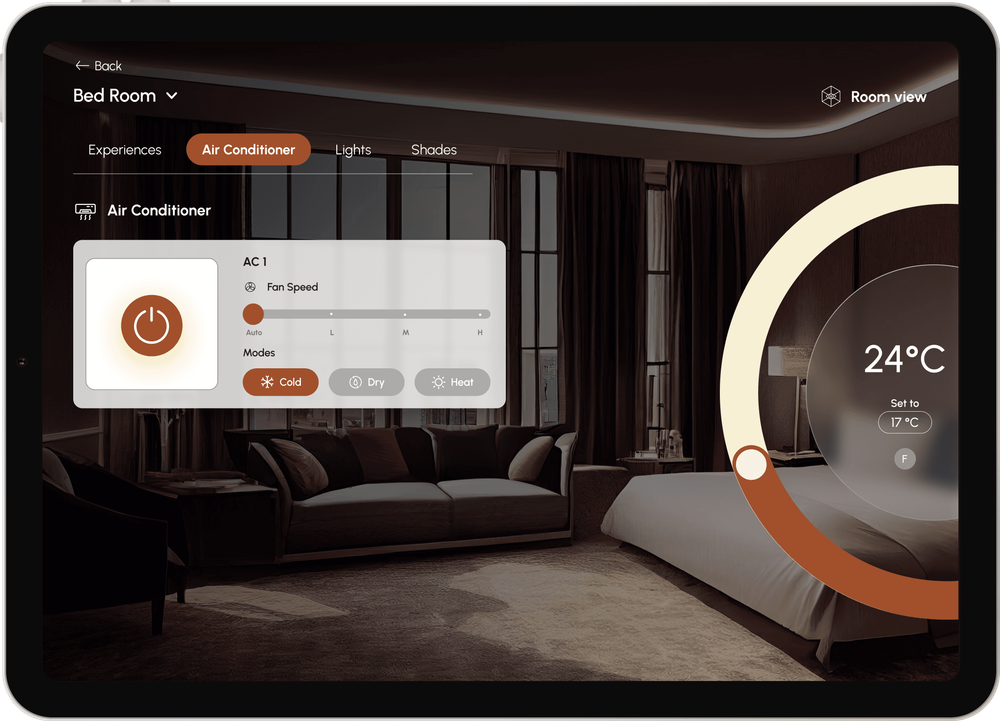 ← Back
Bed Room
Room view
Experiences
Air Conditioner
Lights
Shades
Air Conditioner
AC 1
Fan Speed
Auto
L
M
H
Modes
Cold
Dry
Heat
24°C
Set to
17 °C
F